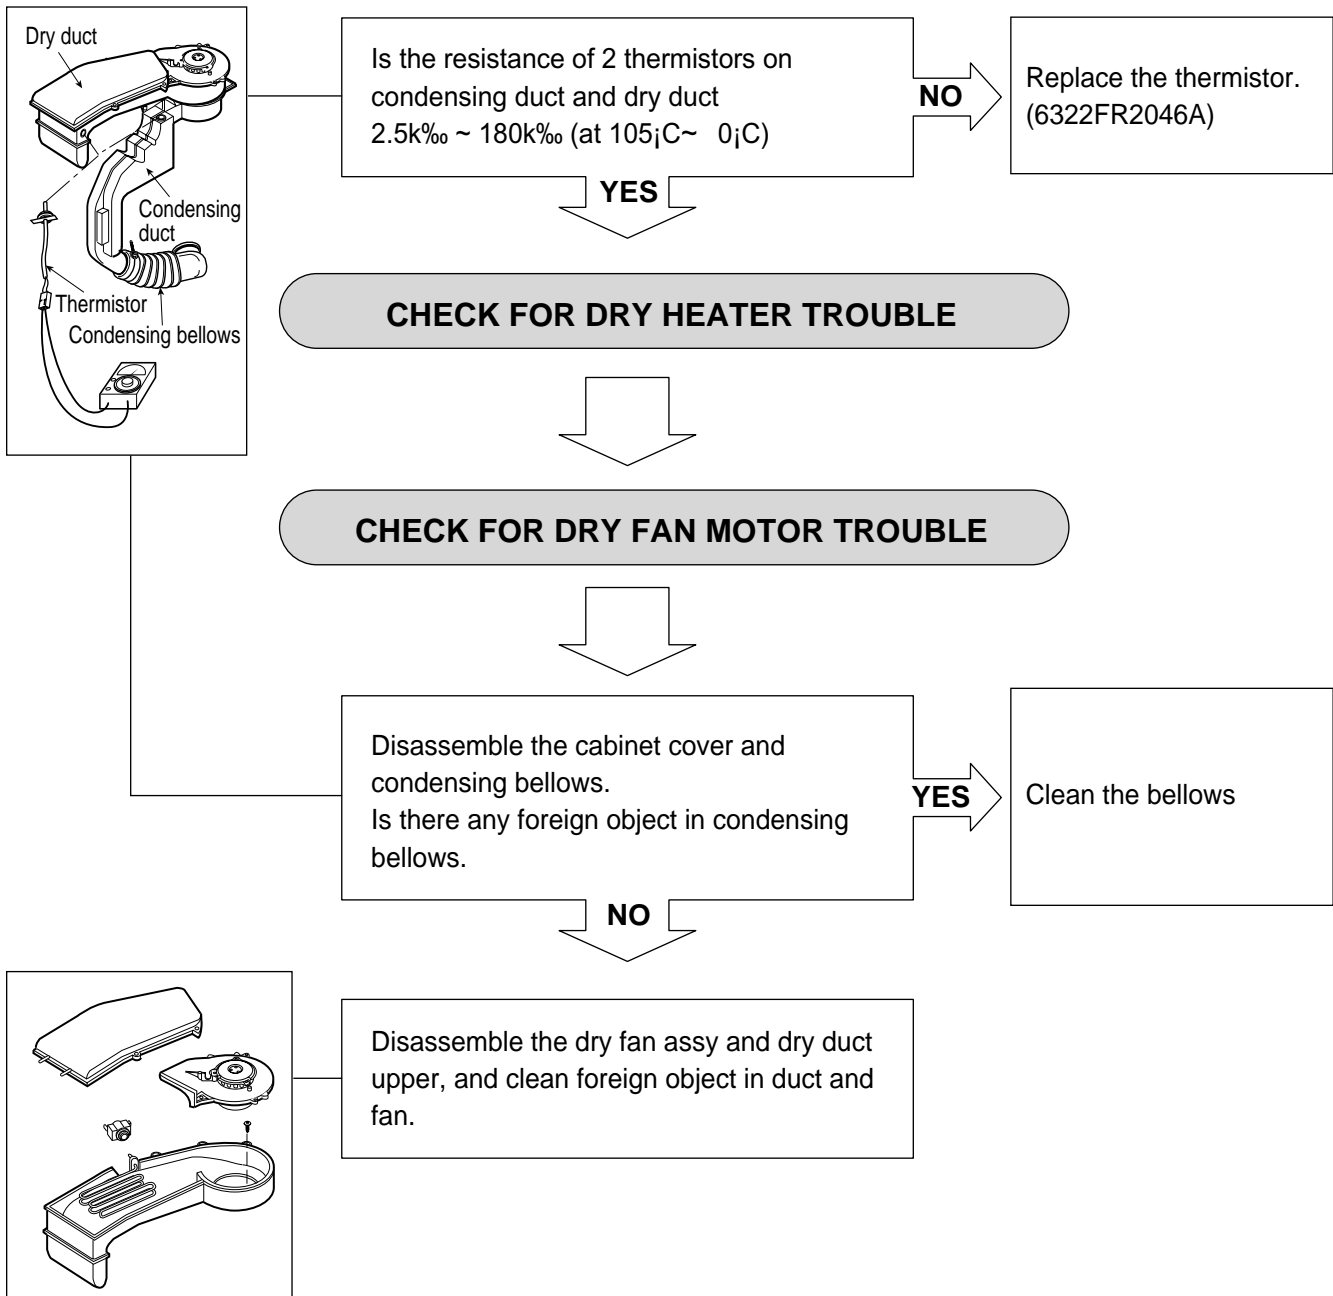 Dry duct
Condensing
duct
Thermistor
Condensing bellows
Is the resistance of 2 thermistors on
condensing duct and dry duct
2.5k‰ ~ 180k‰ (at 105¡C~   0¡C)
NO
Replace the thermistor.
(6322FR2046A)
YES
CHECK FOR DRY HEATER TROUBLE
CHECK FOR DRY FAN MOTOR TROUBLE
Disassemble the cabinet cover and
condensing bellows.
Is there any foreign object in condensing
bellows.
YES
Clean the bellows
NO
Disassemble the dry fan assy and dry duct
upper, and clean foreign object in duct and
fan.